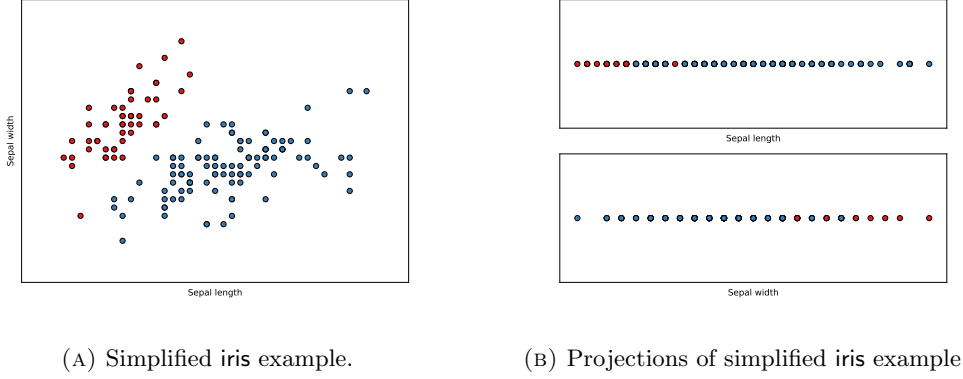 Sepal width
Sepal length
(A) Simplified iris example.
Sepal length
Sepal width
(B) Projections of simplified iris example